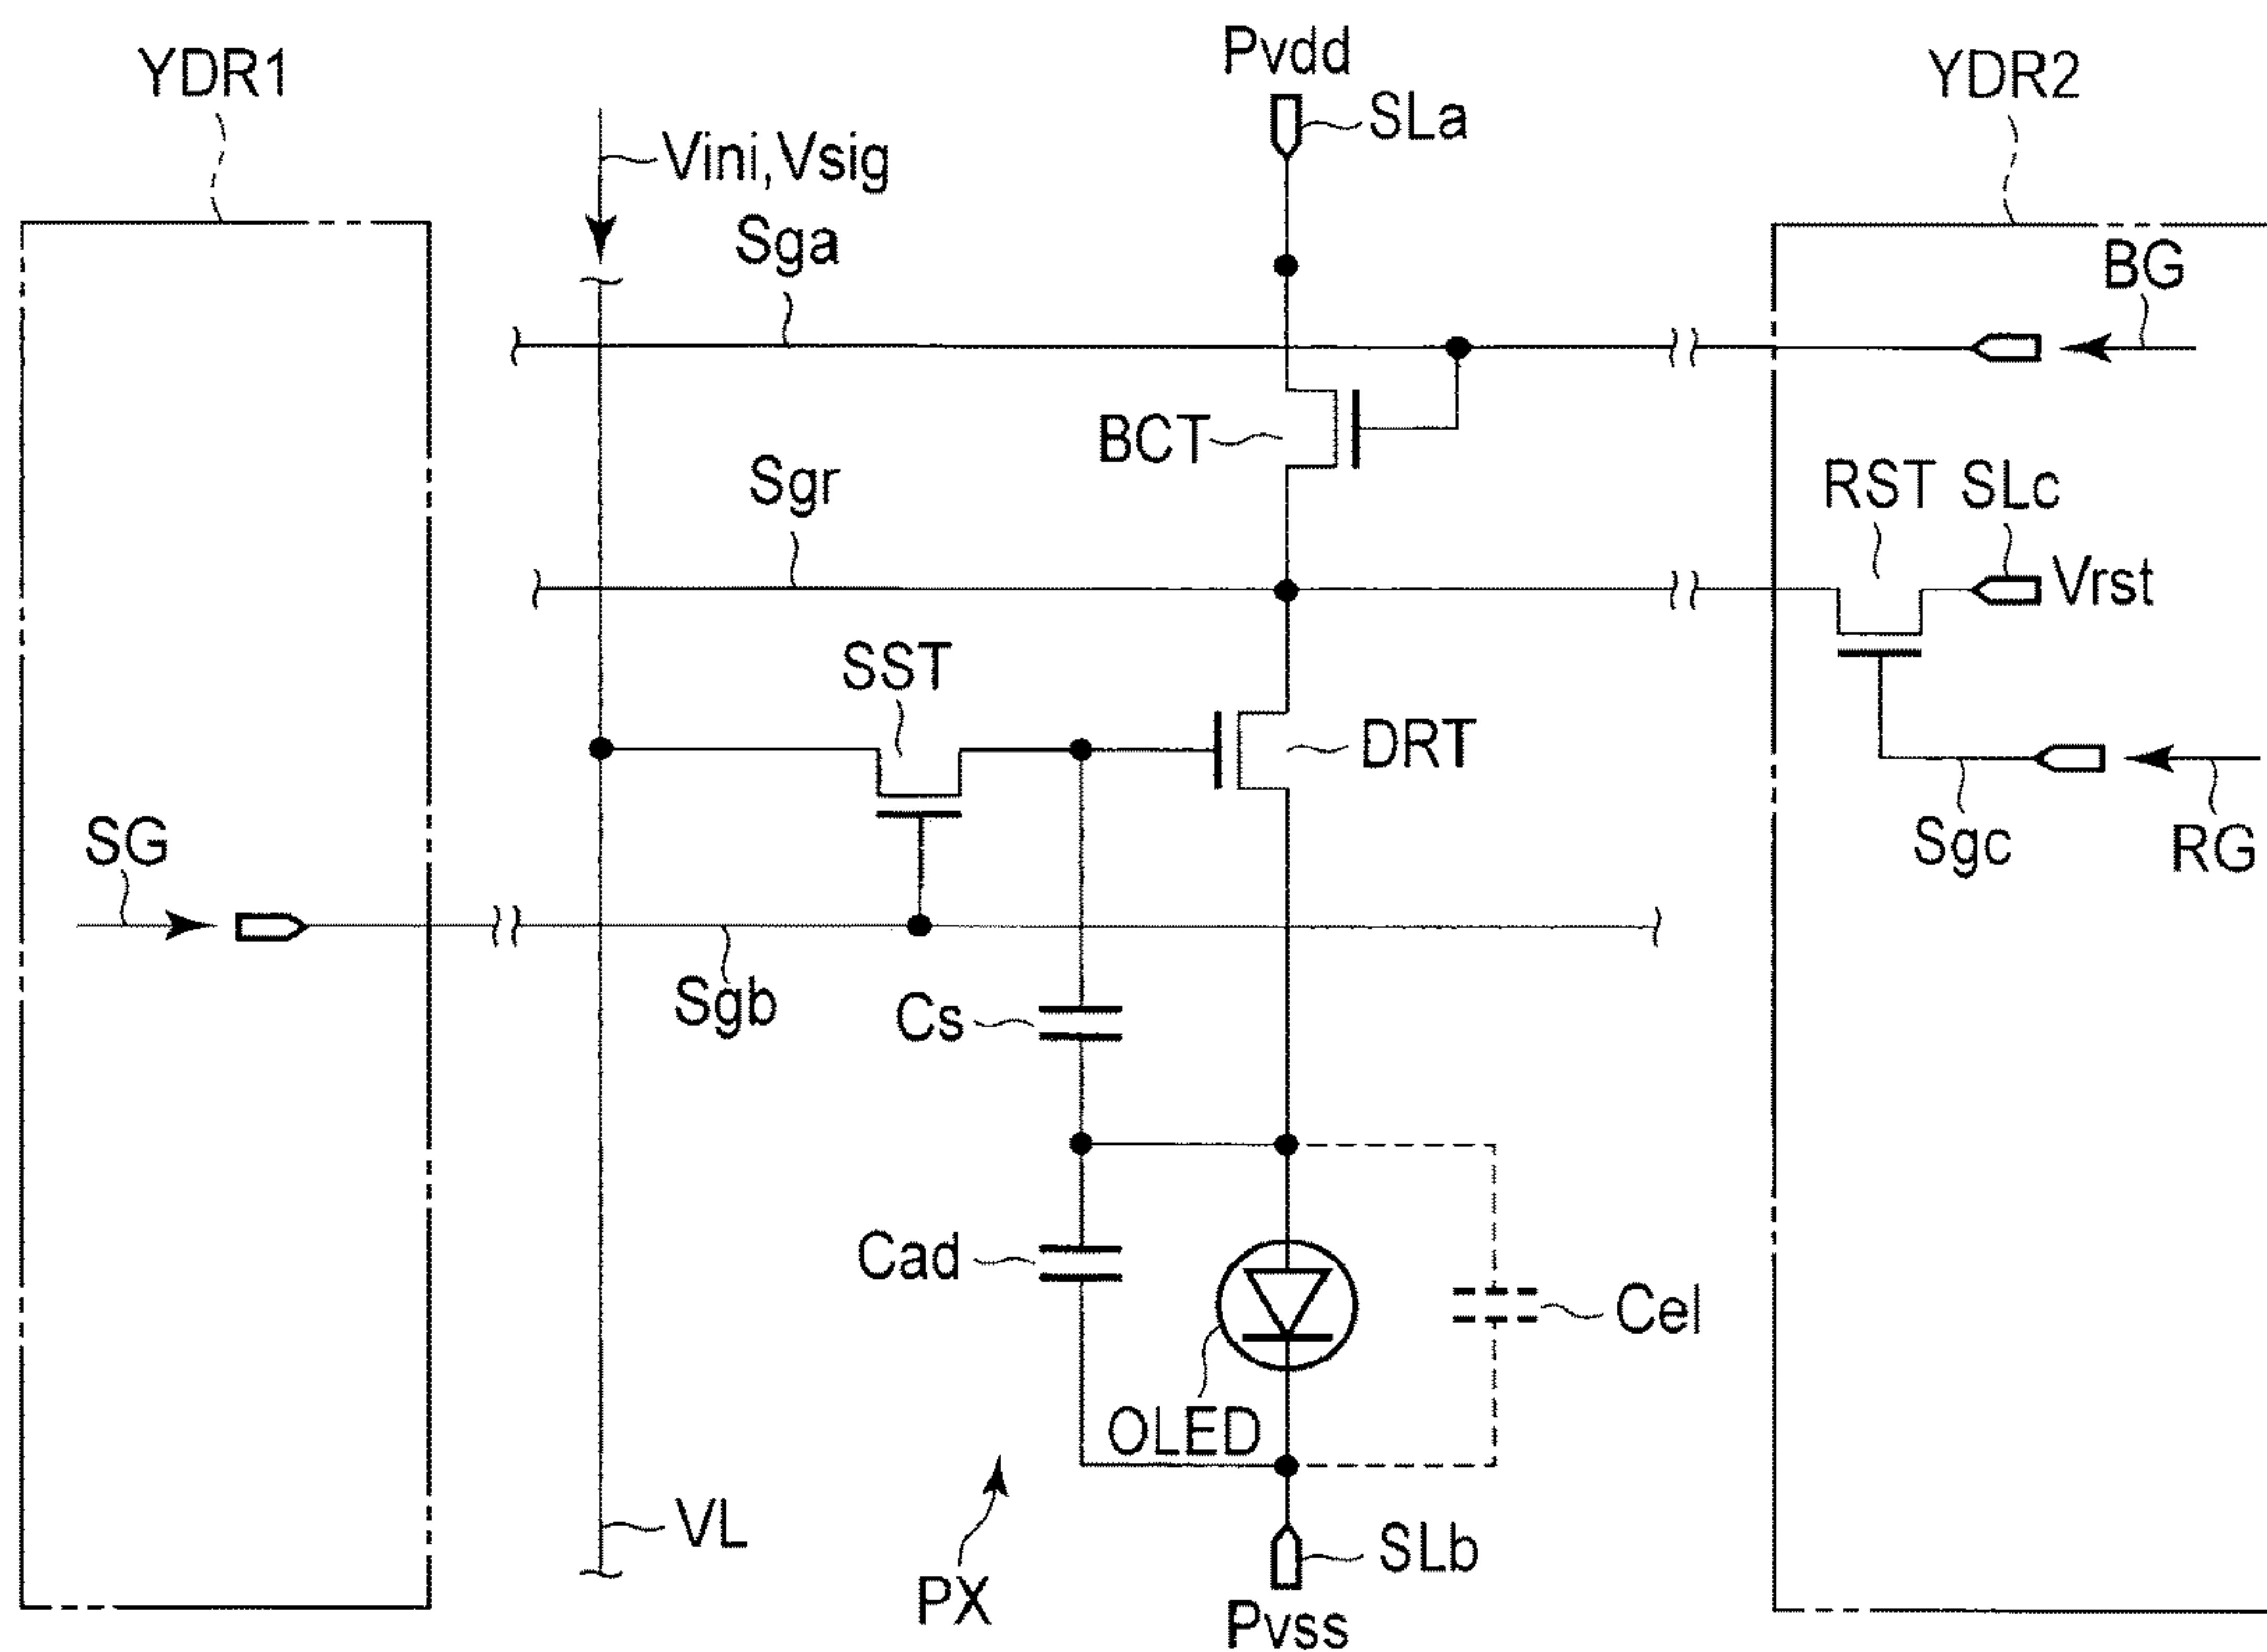 Pvdd
YDR1
YDR2
SLa
Vini,Vsig
Sga
BG
BCT
Sgr
RST
SLc
Vrst
SST
DRT
SG
Sgc
RG
Sgb
Cs
Cad
Cel
OLED
VL
SLb
PX
Pvss